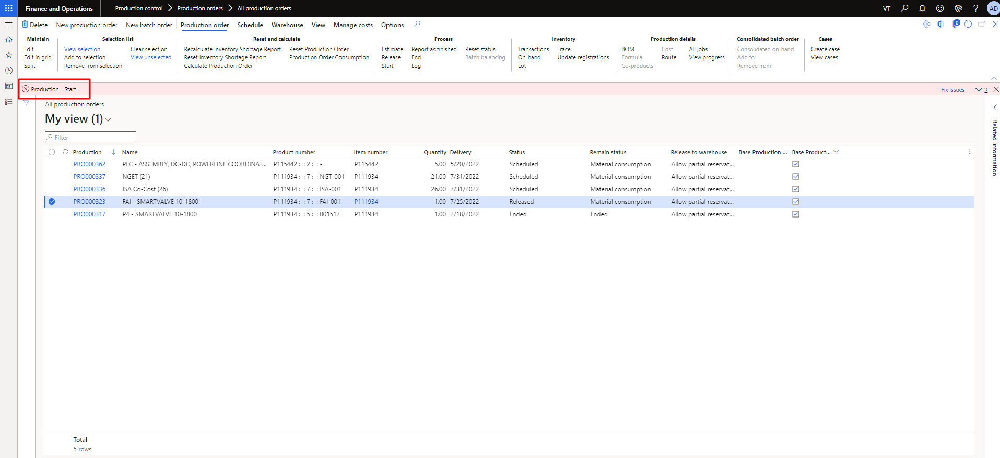 Finance and Operations
Production control > Production orders > All production orders
VT
AD
Delete New production order New batch order Production order Schedule Warehouse View Manage costs Options
0
Maintain
Edit
Edit in grid
Split
Selection list
View selection Clear selection
Add to selection View unselected
Remove from selection
Reset and calculate
Recalculate Inventory Shortage Report Reset Production Order
Reset Inventory Shortage Report Production Order Consumption
Calculate Production Order
Process
Estimate Report as finished Reset status
Release End Batch balancing
Start Log
Inventory
Transactions Trace
On-hand Update registrations
Lot
Production details
BOM Cost All jobs
Formula Route View progress
Co-products
Consolidated batch order
Consolidated on-hand
Add to
Remove from
Cases
Create case
View cases
Production - Start
Fix issues 2
All production orders
My view (1)
Filter
Related information
Production Name Product number Item number Quantity Delivery Status Remain status Release to warehouse Base Production ... Base Product...
PRO000362 PLC - ASSEMBLY, DC-DC, POWERLINE COORDINAT... P115442 : : 2 : : - P115442 5.00 5/20/2022 Scheduled Material consumption Allow partial reservat...
PRO000337 NGET (21) P111934 : : 7 : : NGT-001 P111934 21.00 7/31/2022 Scheduled Material consumption Allow partial reservat...
PRO000336 ISA Co-Cost (26) P111934 : : 7 : : ISA-001 P111934 26.00 7/31/2022 Scheduled Material consumption Allow partial reservat...
PRO000323 FAI - SMARTVALVE 10-1800 P111934 : : 7 : : FAI-001 P111934 1.00 7/25/2022 Released Material consumption Allow partial reservat...
PRO000317 P4 - SMARTVALVE 10-1800 P111934 : : 5 : : 001517 P111934 1.00 2/18/2022 Ended Ended Allow partial reservat...
Total
5 rows